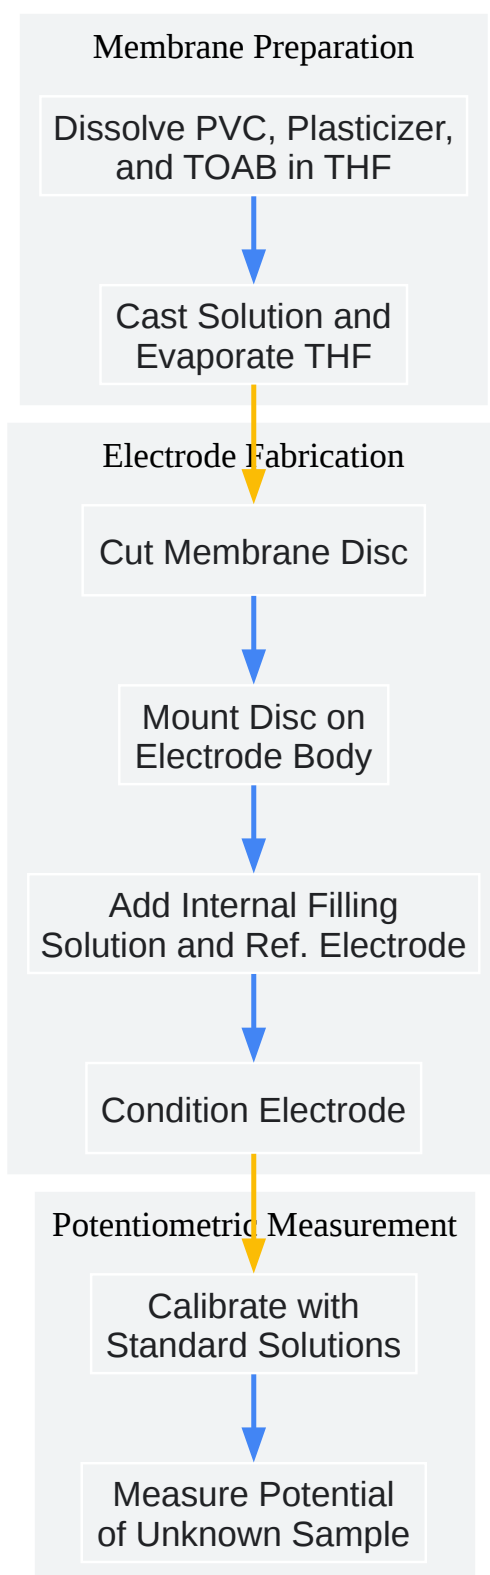 Membrane Preparation
Dissolve PVC, Plasticizer,
and TOAB in THF
Cast Solution and
Evaporate THF
Electrode Fabrication
Cut Membrane Disc
Mount Disc on
Electrode Body
Add Internal Filling
Solution and Ref. Electrode
Condition Electrode
Potentiometric Measurement
Calibrate with
Standard Solutions
Measure Potential
of Unknown Sample